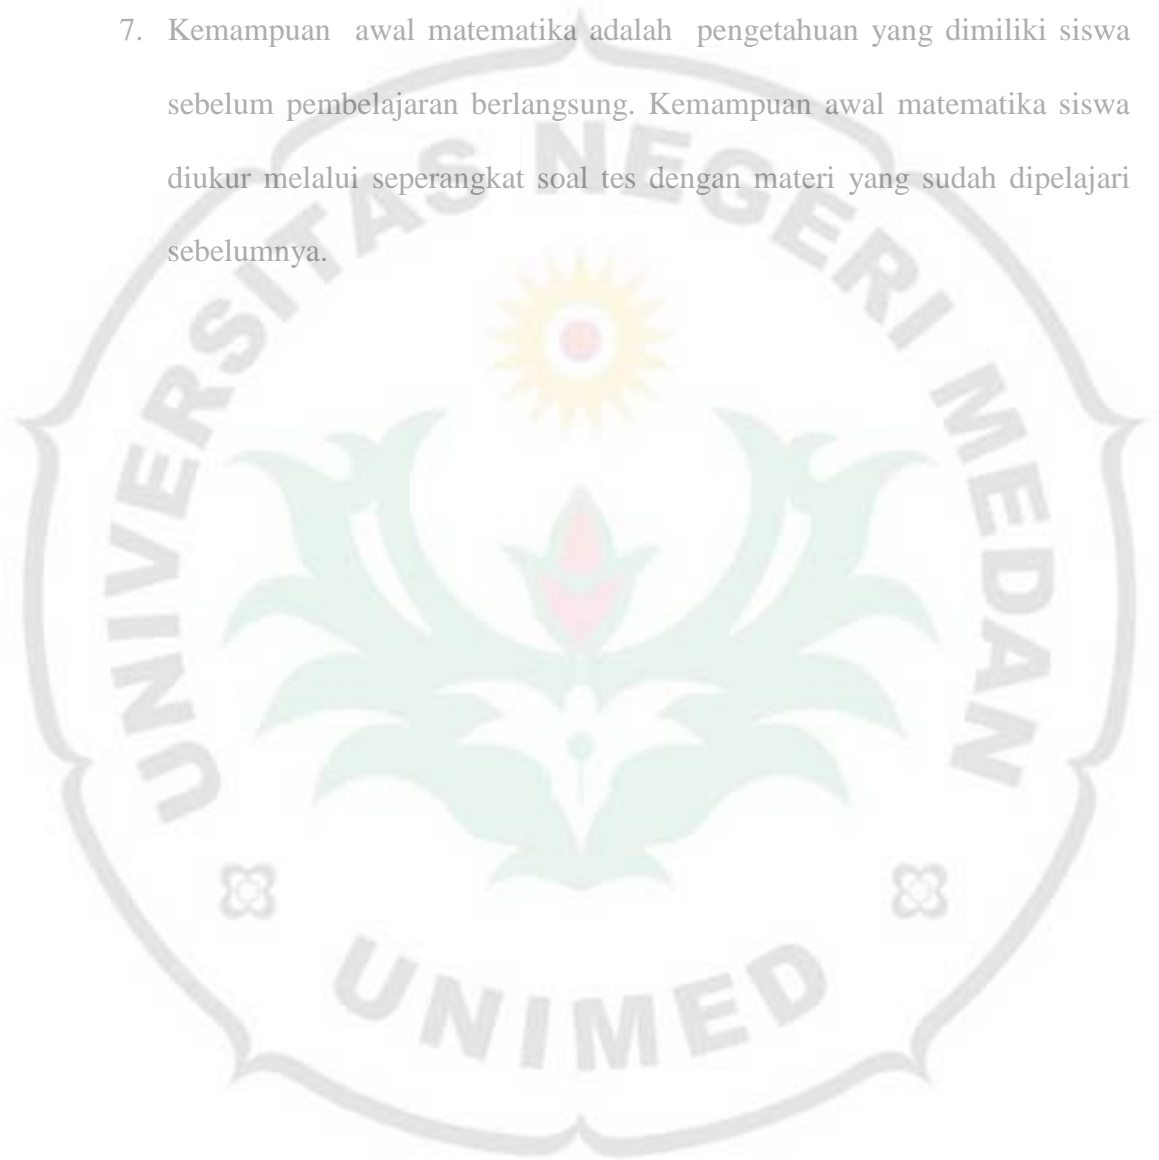 7. Kemampuan awal matematika adalah pengetahuan yang dimiliki siswa
sebelum pembelajaran berlangsung. Kemampuan awal matematika siswa
diukur melalui seperangkat soal tes dengan materi yang sudah dipelajari
sebelumnya.
UNIVERSITAS NEGERI MEDAN
UNIMED